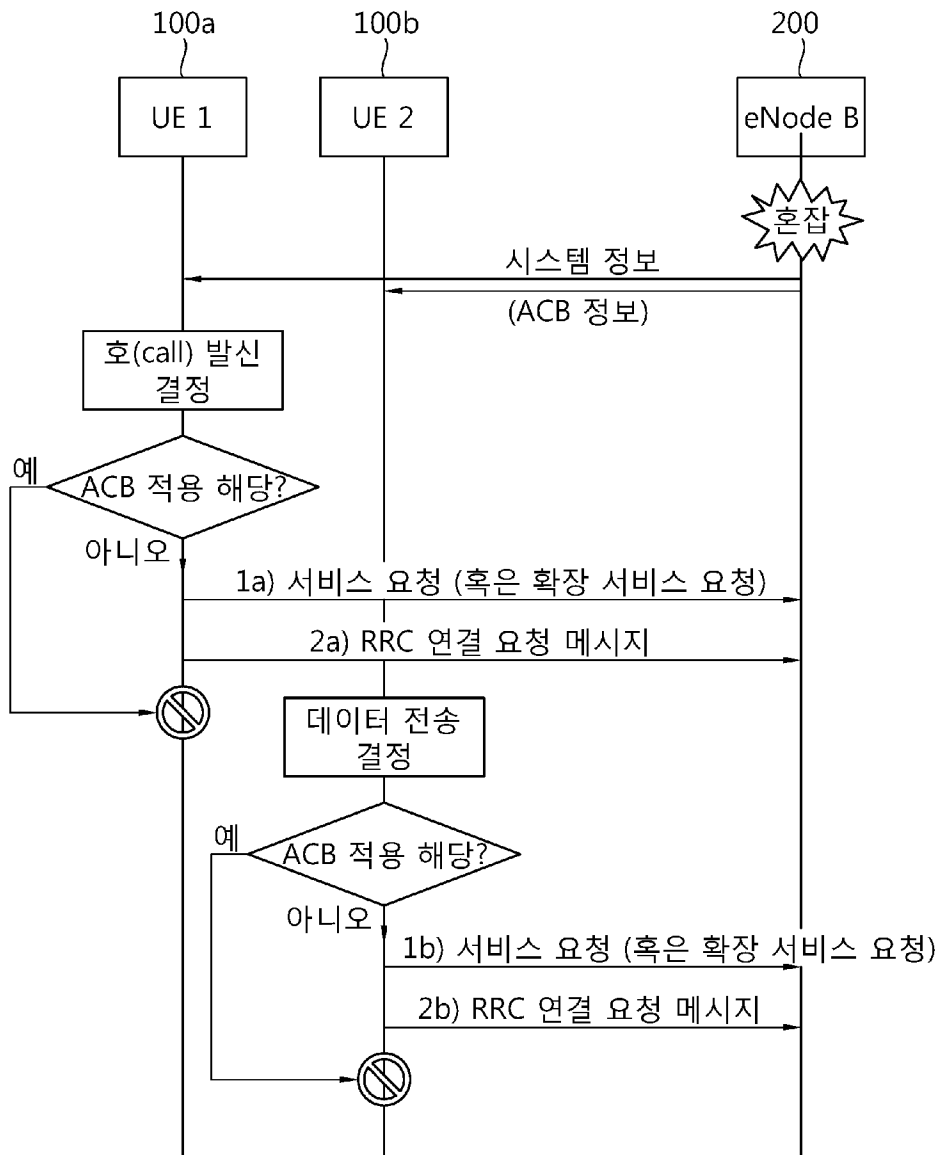 100a
100b
200
UE 1
UE 2
eNode B
혼잡
시스템 정보
(ACB 정보)
호(call) 발신
결정
예
ACB 적용 해당?
아니오
1a) 서비스 요청 (혹은 확장 서비스 요청)
2a) RRC 연결 요청 메시지
데이터 전송
결정
예
ACB 적용 해당?
아니오
1b) 서비스 요청 (혹은 확장 서비스 요청)
2b) RRC 연결 요청 메시지